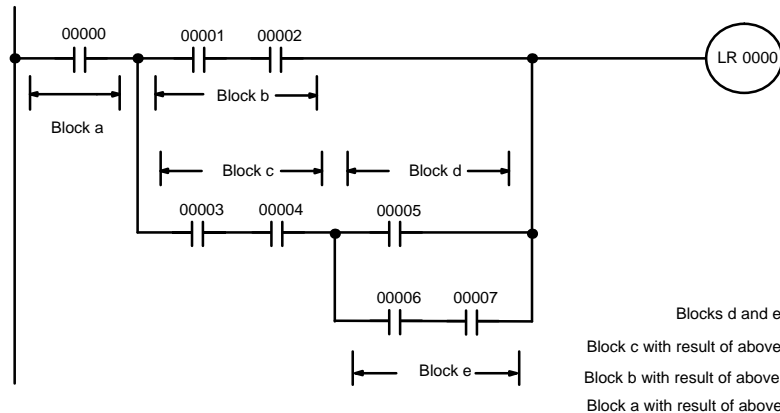 00000
00001 00002
LR 0000
Block b
Block a
Block c
Block d
00003 00004 00005
00006 00007
Blocks d and e
Block c with result of above
Block e
Block b with result of above
Block a with result of above